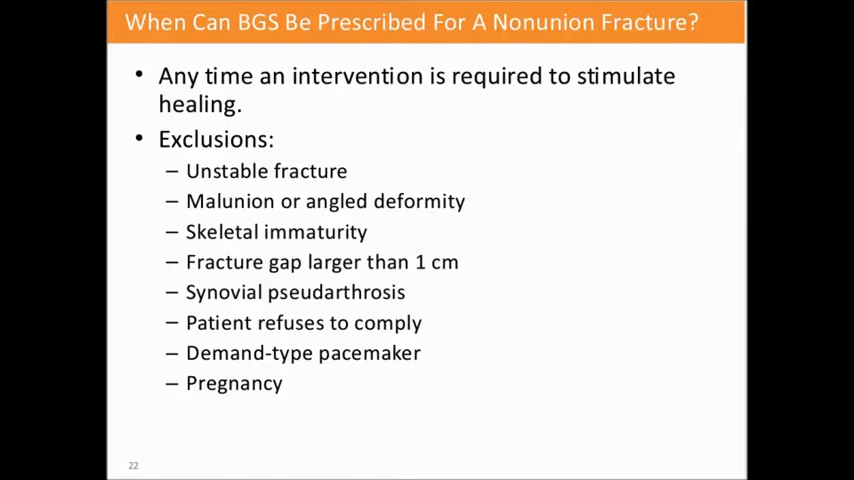 When Can BGS Be Prescribed For A Nonunion Fracture?
• Any time an intervention is required to stimulate
healing.
• Exclusions:
– Unstable fracture
– Malunion or angled deformity
– Skeletal immaturity
– Fracture gap larger than 1 cm
– Synovial pseudarthrosis
– Patient refuses to comply
– Demand-type pacemaker
– Pregnancy
22